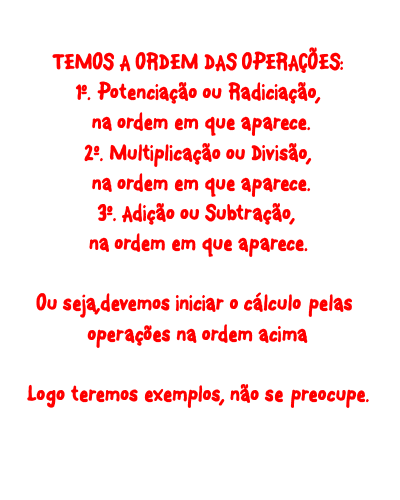 TEMOS A ORDEM DAS OPERAÇÕES:
1º. Potenciação ou Radiciação,
na ordem em que aparece.
2º. Multiplicação ou Divisão,
na ordem em que aparece.
3º. Adição ou Subtração,
na ordem em que aparece.
Ou seja,devemos iniciar o cálculo pelas
operações na ordem acima
Logo teremos exemplos, não se preocupe.